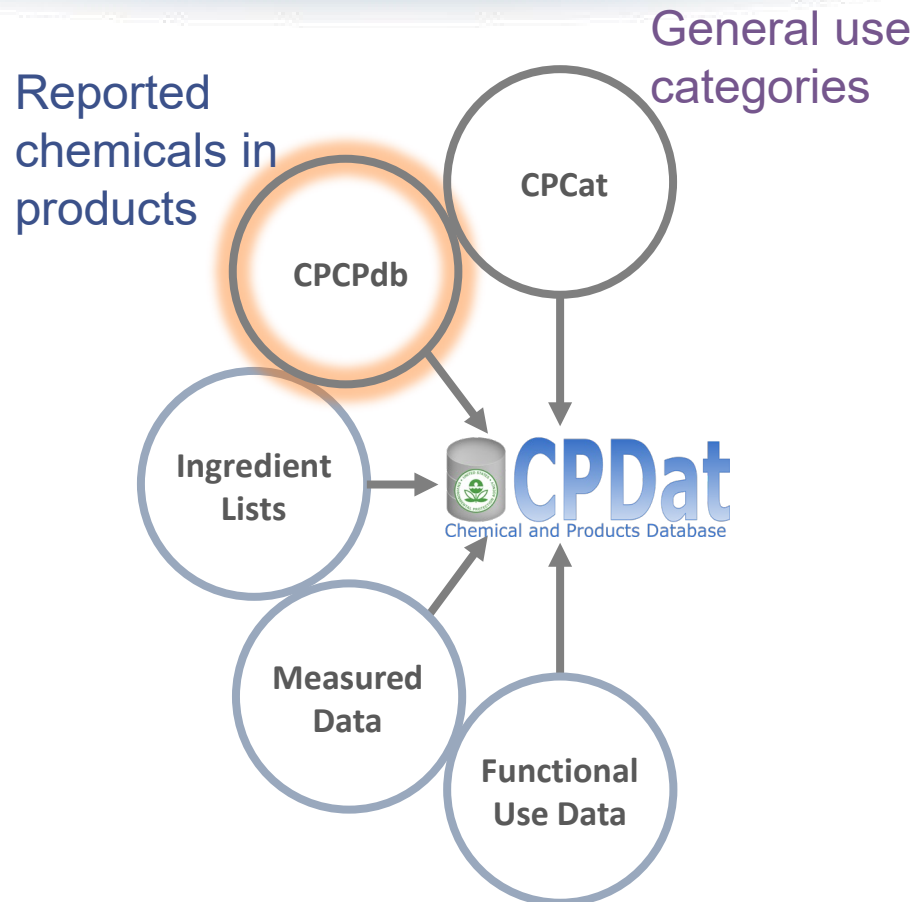 General use
categories
Reported
chemicals in
products
CPCat
CPCPdb
Ingredient
Lists
CPDat
Chemical and Products Database
Measured
Data
Functional
Use Data